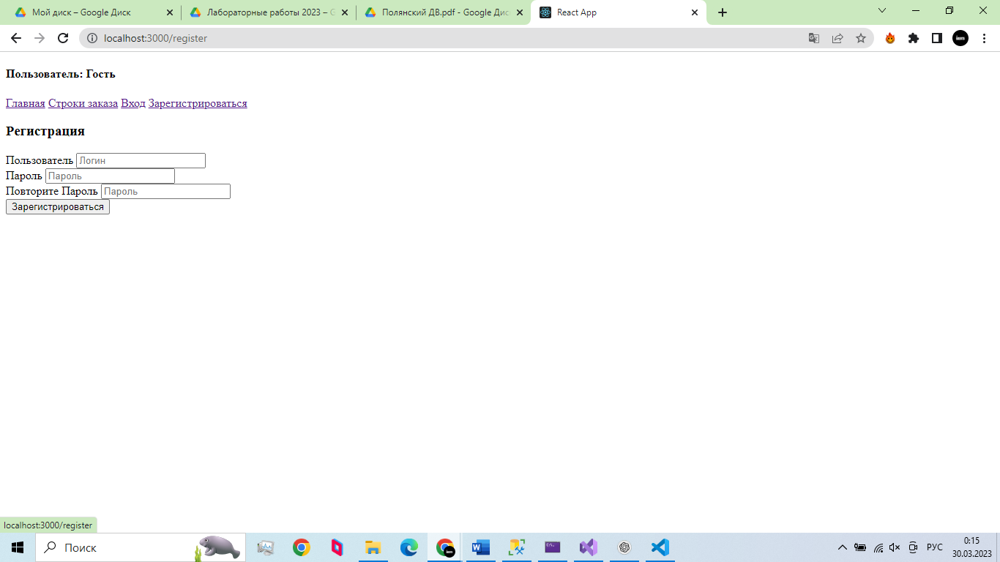 Мой диск – Google Диск
Лабораторные работы 2023 – G
Полянский ДВ.pdf - Google Дис
React App
localhost:3000/register
Пользователь: Гость
Главная Строки заказа Вход Зарегистрироваться
Регистрация
Пользователь Логин
Пароль Пароль
Повторите Пароль Пароль
Зарегистрироваться
localhost:3000/register
Поиск
РУС
0:15
30.03.2023